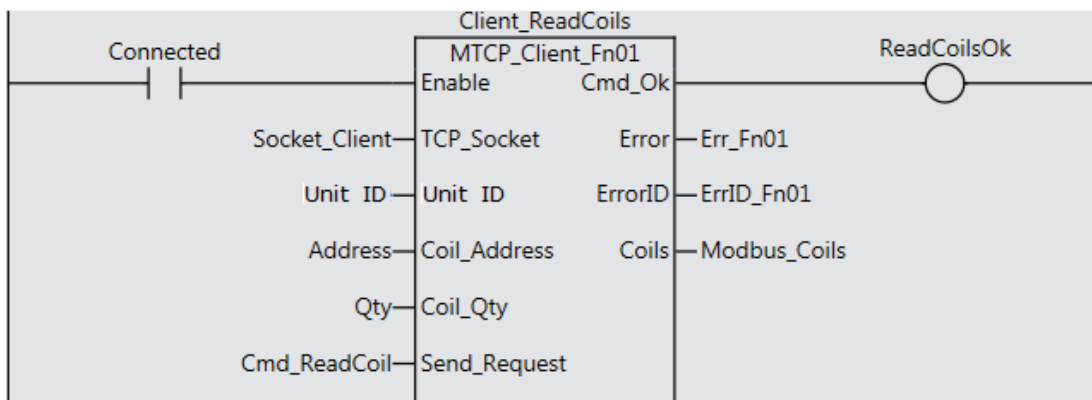 Client_ReadCoils
Connected MTCP_Client_Fn01 ReadCoilsOk
Enable Cmd_Ok
Socket_Client TCP_Socket Error Err_Fn01
Unit ID Unit ID ErrorID ErrID_Fn01
Address Coil_Address Coils Modbus_Coils
Qty Coil_Qty
Cmd_ReadCoil Send_Request